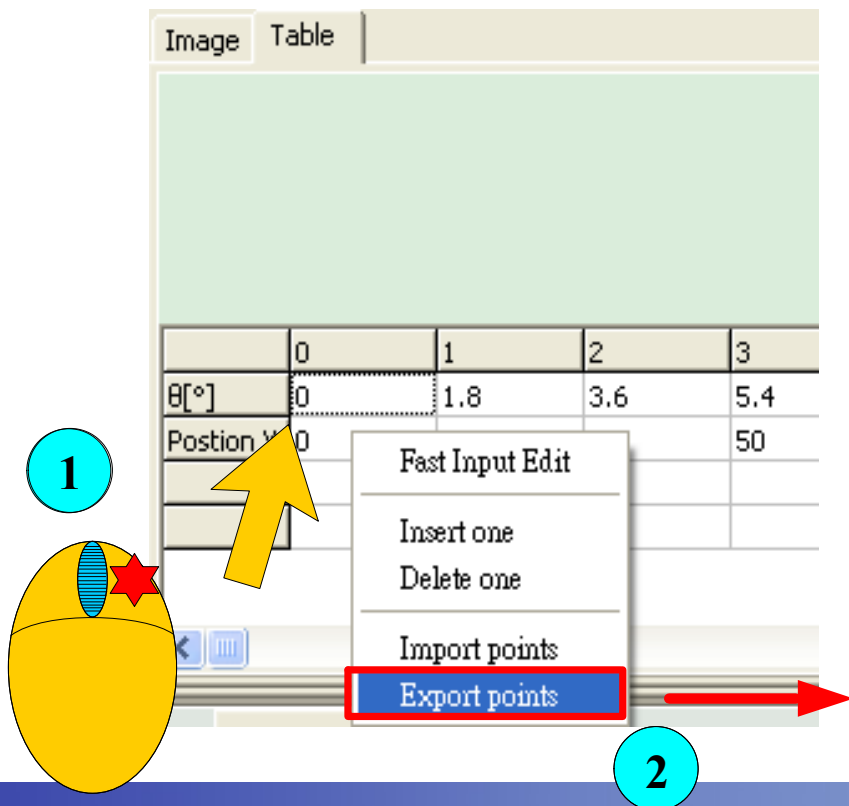 Image Table
0 1 2 3
θ[°] 0 1.8 3.6 5.4
Postion 0 50
1
Fast Input Edit
Insert one
Delete one
Import points
Export points
2